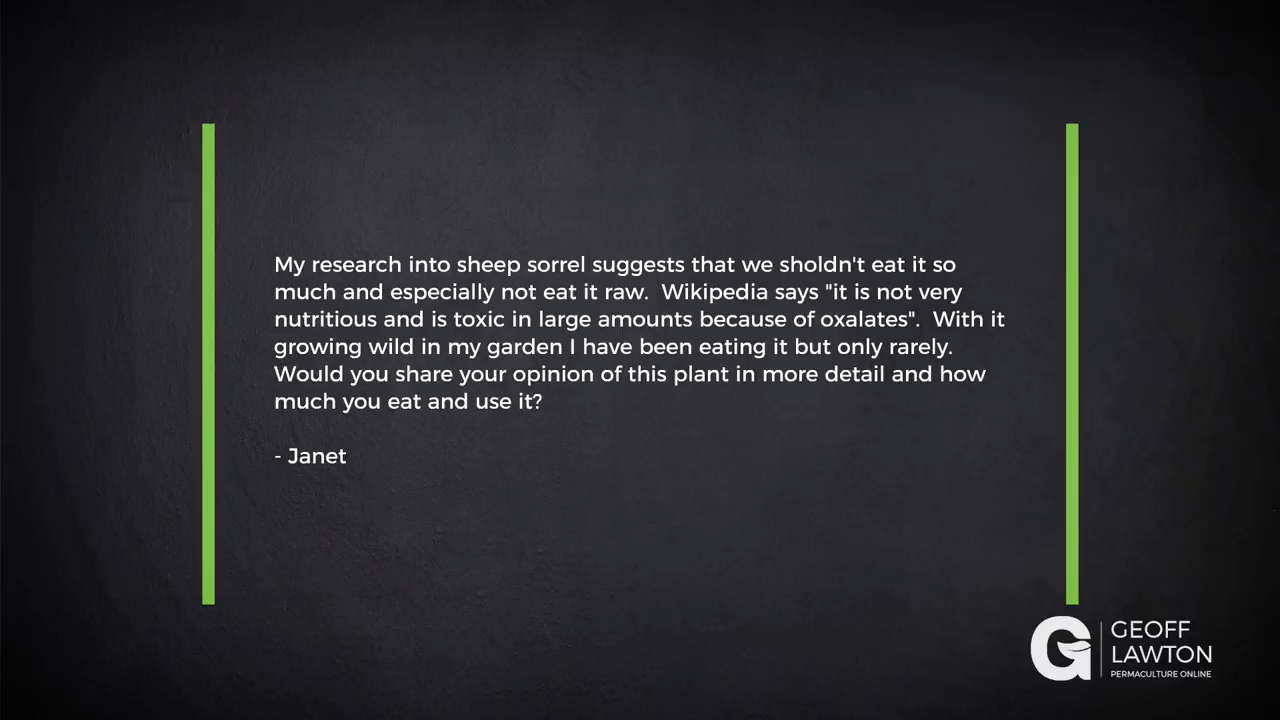 My research into sheep sorrel suggests that we sholdn't eat it so
much and especially not eat it raw.  Wikipedia says "it is not very
nutritious and is toxic in large amounts because of oxalates".  With it
growing wild in my garden I have been eating it but only rarely.
Would you share your opinion of this plant in more detail and how
much you eat and use it?
- Janet
G
GEOFF
LAWTON
PERMACULTURE ONLINE